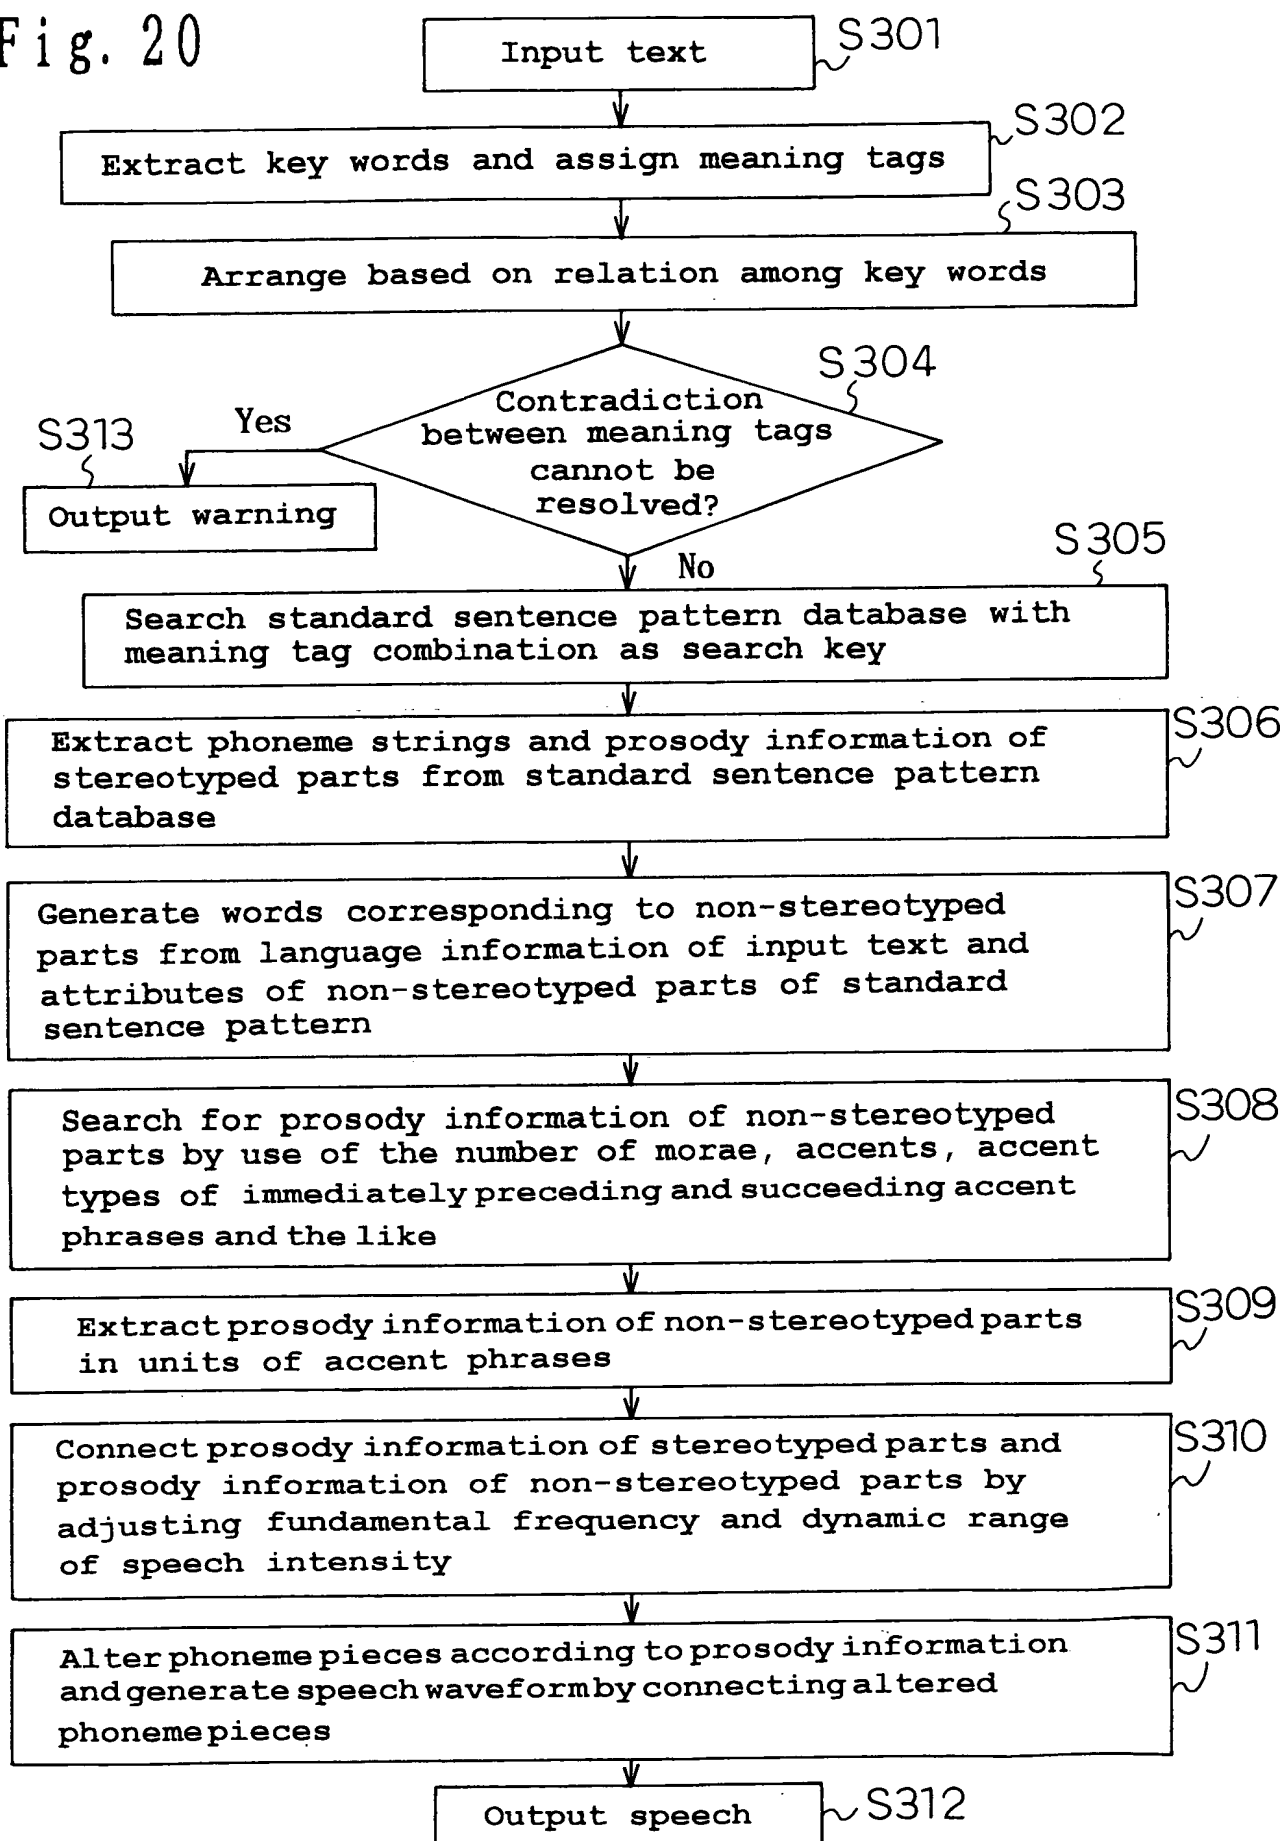 Fig. 20
Input text
S301
Extract key words and assign meaning tags
S302
Arrange based on relation among key words
S303
Contradiction
between meaning tags
cannot be
resolved?
S304
Yes
S313
Output warning
No
Search standard sentence pattern database with
meaning tag combination as search key
S305
Extract phoneme strings and prosody information of
stereotyped parts from standard sentence pattern
database
S306
Generate words corresponding to non-stereotyped
parts from language information of input text and
attributes of non-stereotyped parts of standard
sentence pattern
S307
Search for prosody information of non-stereotyped
parts by use of the number of morae, accents, accent
types of immediately preceding and succeeding accent
phrases and the like
S308
Extract prosody information of non-stereotyped parts
in units of accent phrases
S309
Connect prosody information of stereotyped parts and
prosody information of non-stereotyped parts by
adjusting fundamental frequency and dynamic range
of speech intensity
S310
Alter phoneme pieces according to prosody information
and generate speech waveform by connecting altered
phoneme pieces
S311
Output speech
S312